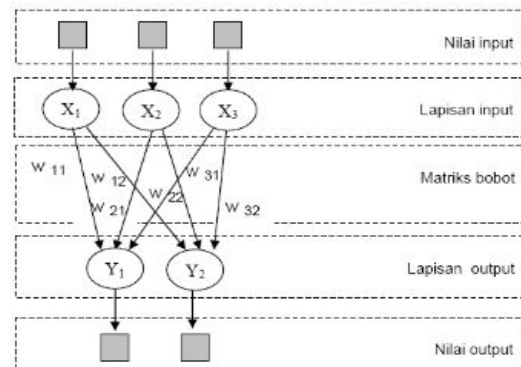 Nilai input
X1 X2 X3
Lapisan input
W 11 W 12 W 21 W 22 W 31 W 32
Matriks bobot
Y1 Y2
Lapisan output
Nilai output